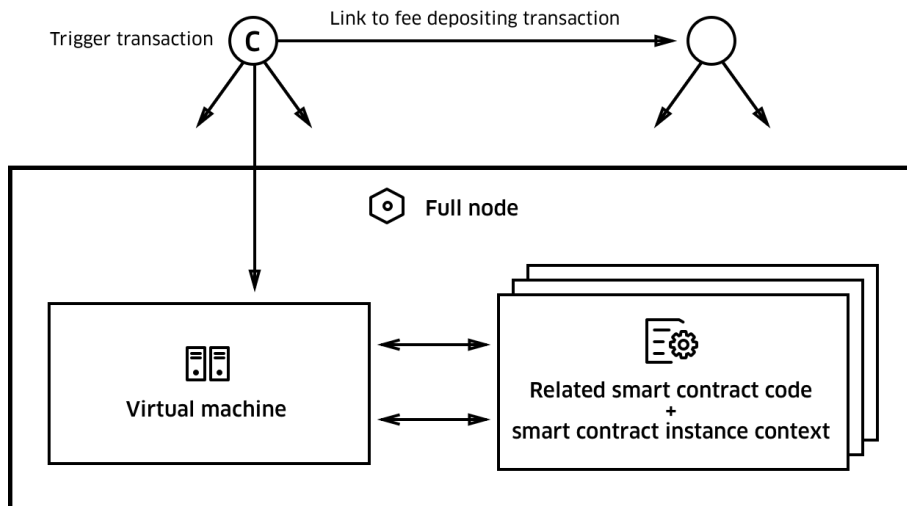 Link to fee depositing transaction
Trigger transaction
C
Full node
Virtual machine
Related smart contract code
+
smart contract instance context